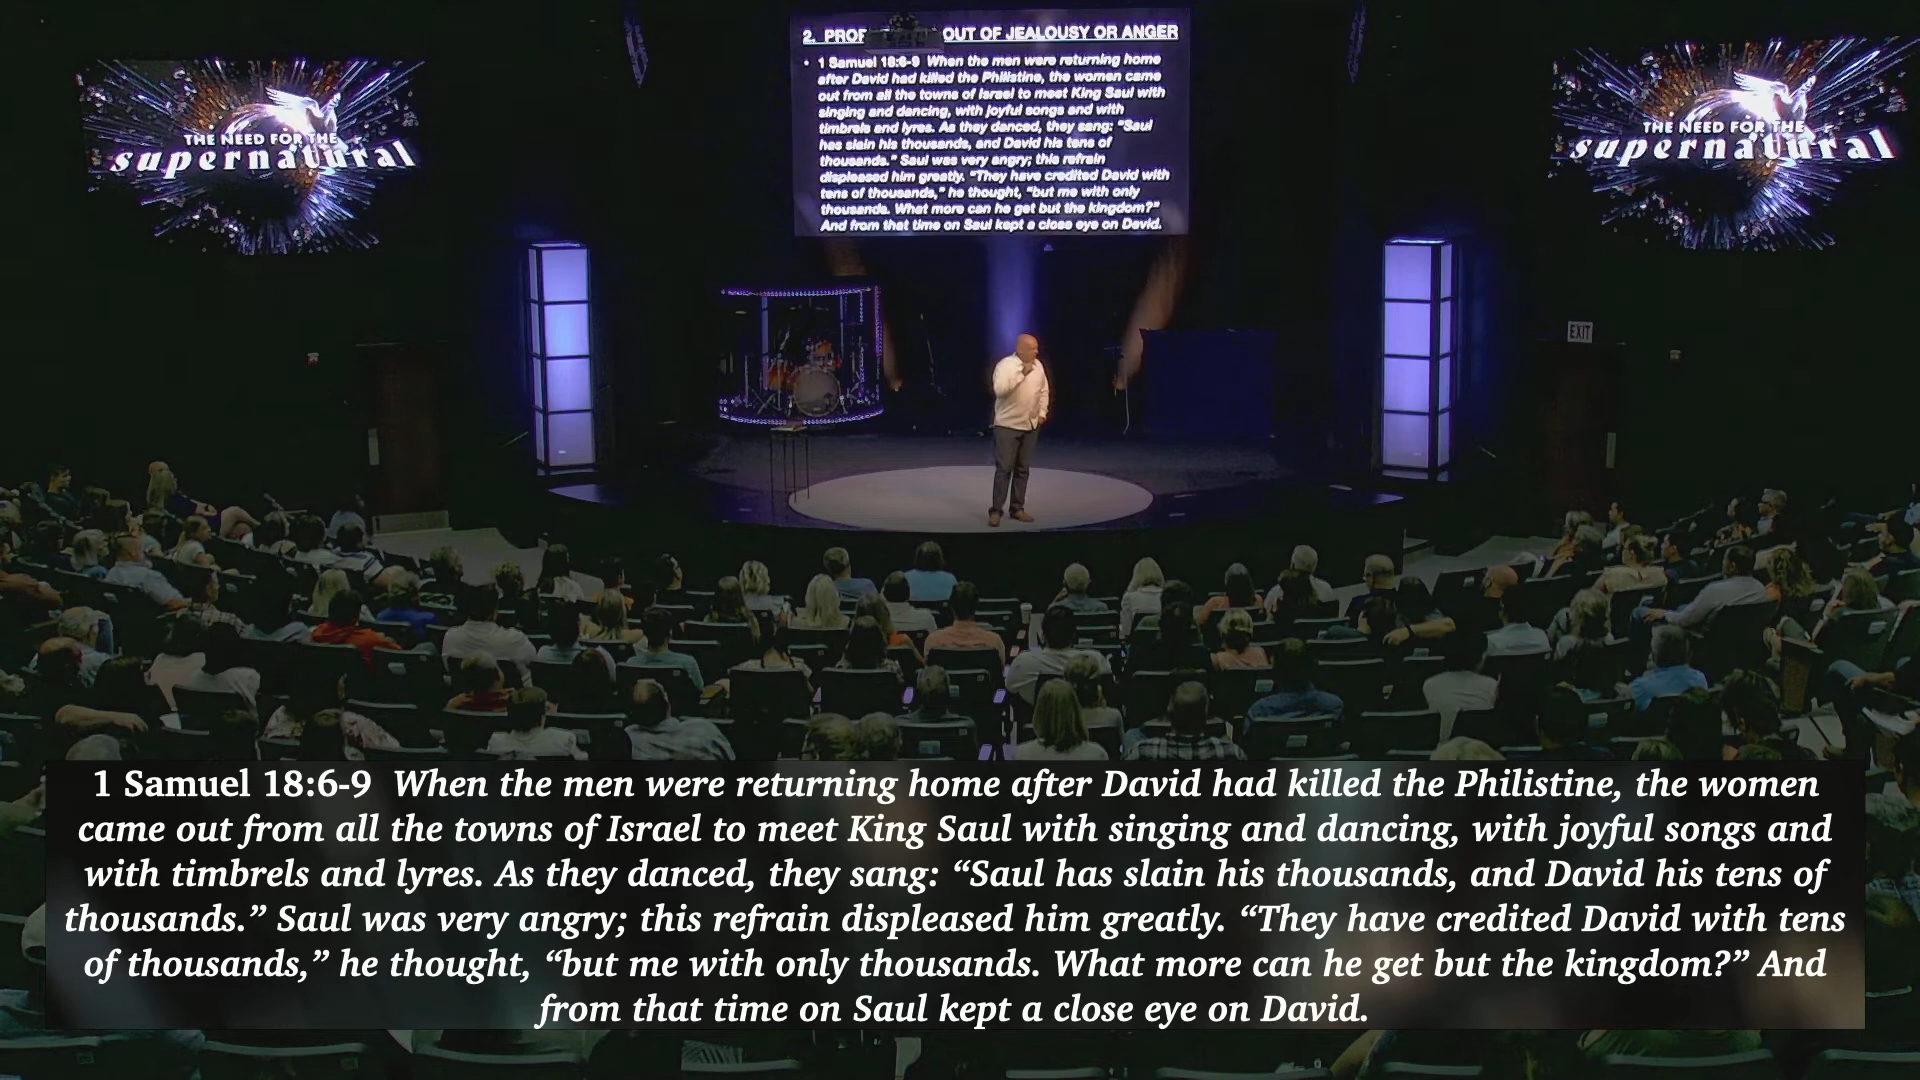 2. PROF OUT OF JEALOUSY OR ANGER
• 1 Samuel 18:6-9 When the men were returning home
after David had killed the Philistine, the women came
out from all the towns of Israel to meet King Saul with
singing and dancing, with joyful songs and with
timbrels and lyres. As they danced, they sang: “Saul
has slain his thousands, and David his tens of
thousands.” Saul was very angry; this refrain
displeased him greatly. “They have credited David with
tens of thousands,” he thought, “but me with only
thousands. What more can he get but the kingdom?”
And from that time on Saul kept a close eye on David.
THE NEED FOR THE
supernatural
THE NEED FOR THE
supernatural
EXIT
1 Samuel 18:6-9 When the men were returning home after David had killed the Philistine, the women
came out from all the towns of Israel to meet King Saul with singing and dancing, with joyful songs and
with timbrels and lyres. As they danced, they sang: “Saul has slain his thousands, and David his tens of
thousands.” Saul was very angry; this refrain displeased him greatly. “They have credited David with tens
of thousands,” he thought, “but me with only thousands. What more can he get but the kingdom?” And
from that time on Saul kept a close eye on David.